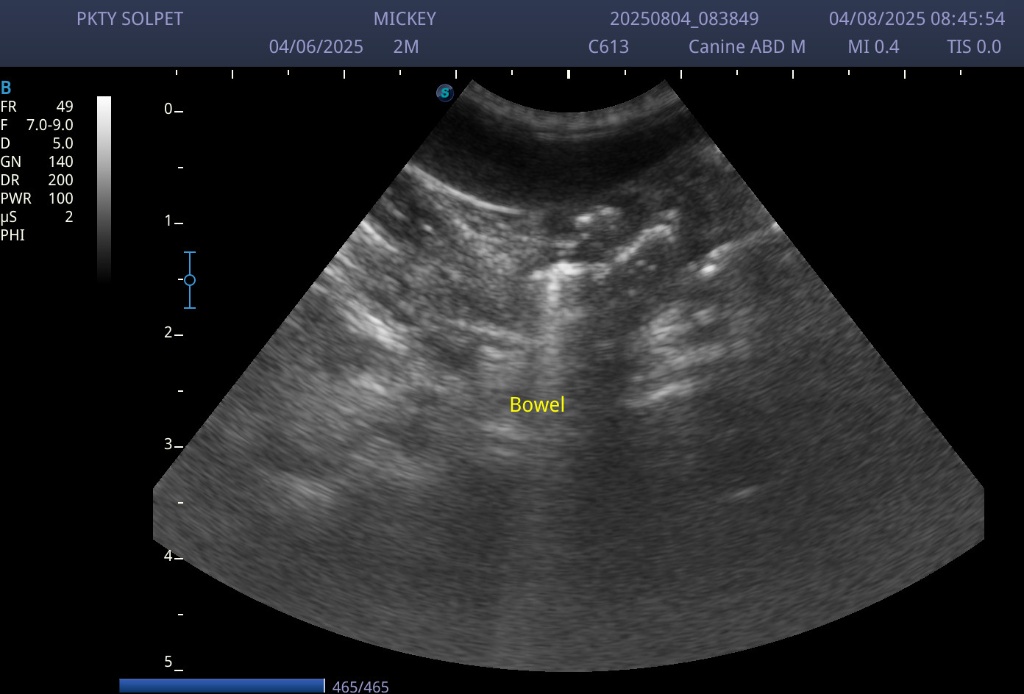 PKTY SOLPET MICKEY 20250804_083849 04/08/2025 08:45:54
04/06/2025 2M C613 Canine ABD M MI 0.4 TIS 0.0
B
FR 49
F 7.0-9.0
D 5.0
GN 140
DR 200
PWR 100
µS 2
PHI
S
0
1
2
Bowel
3
4
5
465/465